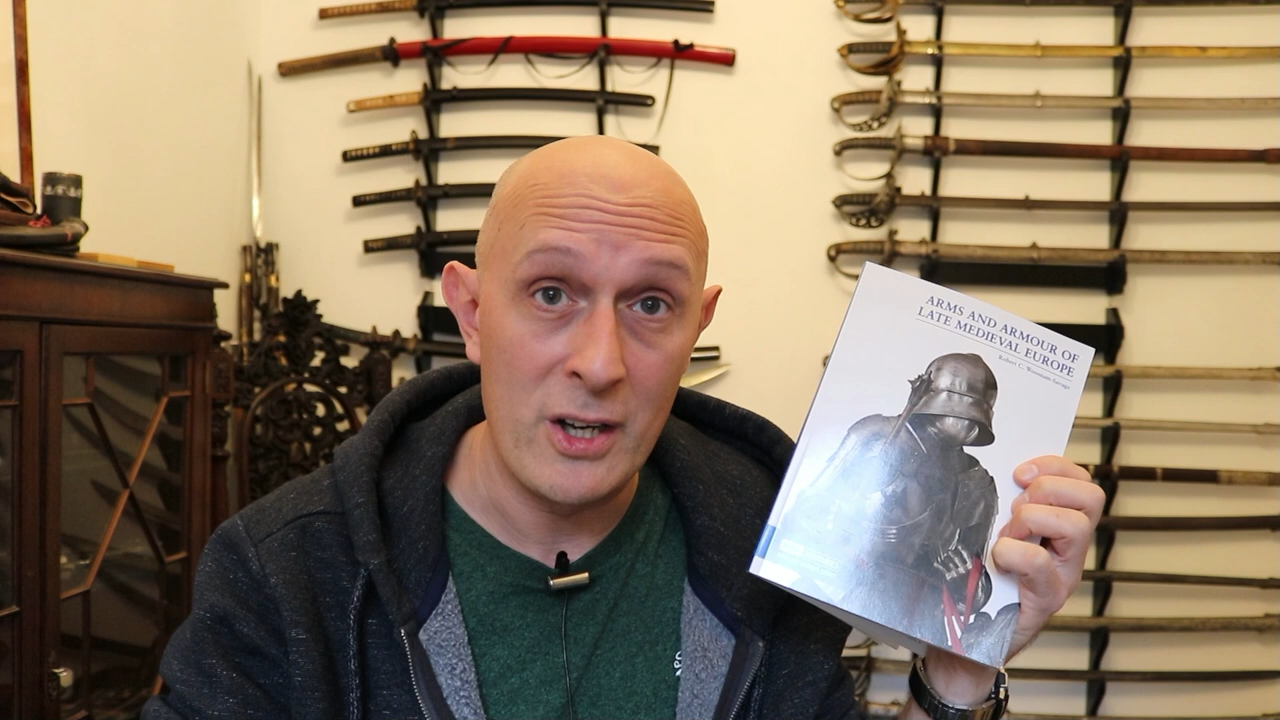 ARMS AND ARMOUR OF
LATE MEDIEVAL EUROPE
Robert C. Woosnam-Savage